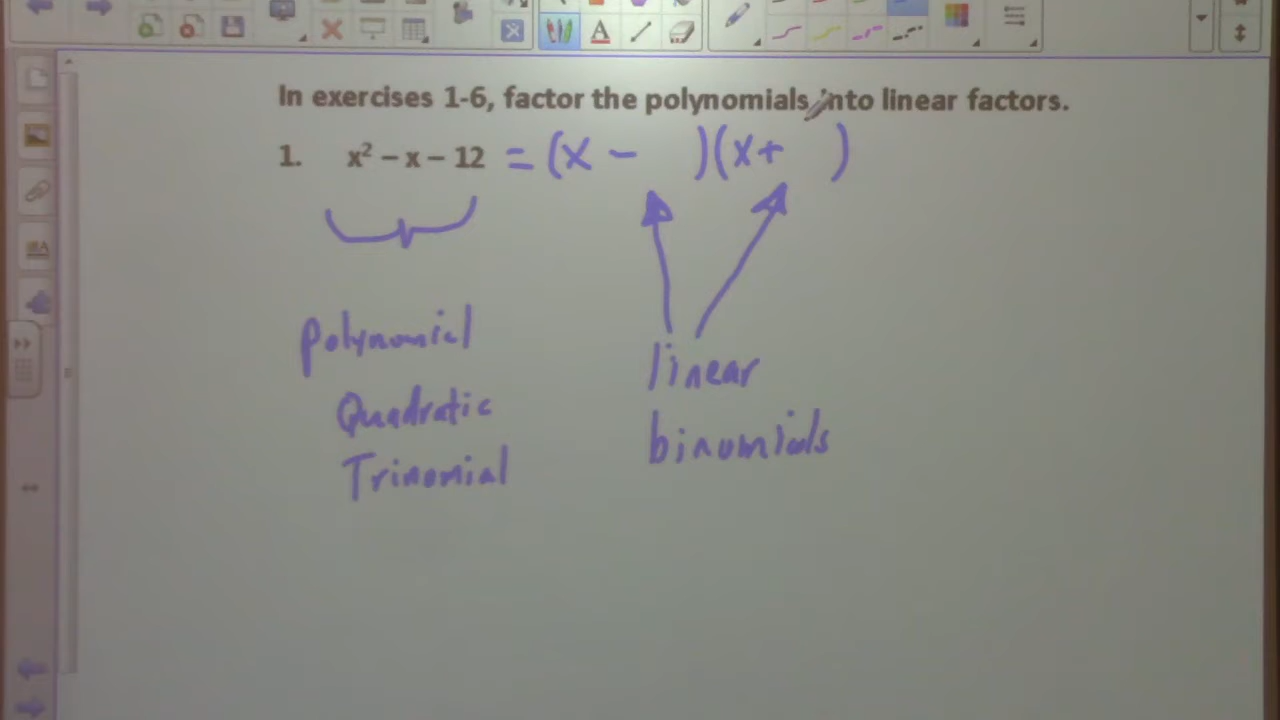 In exercises 1-6, factor the polynomials into linear factors.
1. x² – x – 12 = (x – )(x + )
polynomial
Quadratic
Trinomial
linear
binomials